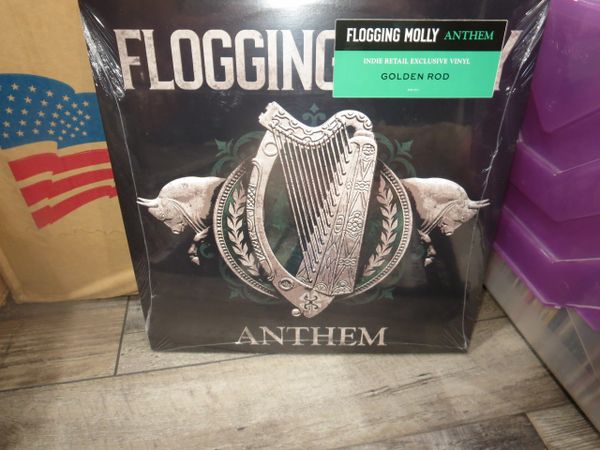 FLOGGING
FLOGGING MOLLY ANTHEM
INDIE RETAIL EXCLUSIVE VINYL
GOLDEN ROD
ANTHEM